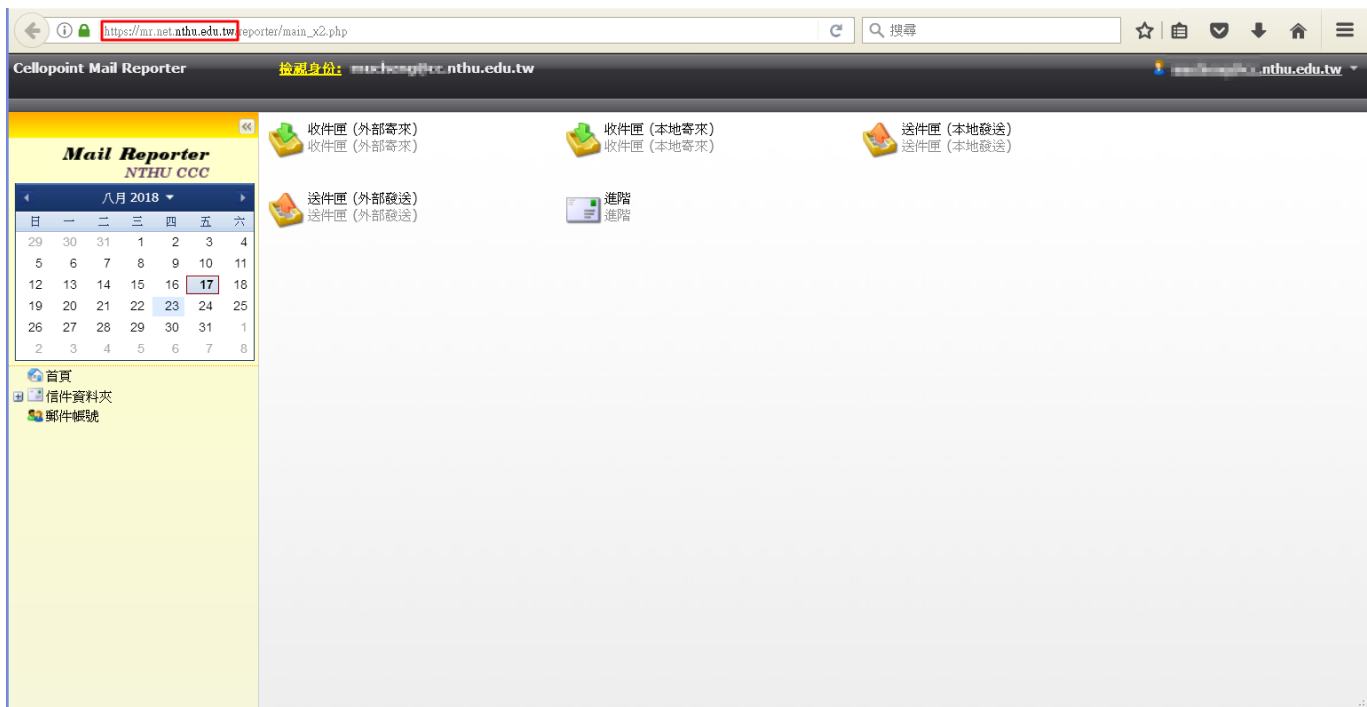 https://mr.net.nthu.edu.tw/reporter/main_x2.php
搜尋
Cellopoint Mail Reporter
檢視身份:
nthu.edu.tw
.nthu.edu.tw
Mail Reporter
NTHU CCC
八月 2018
日 一 二 三 四 五 六
29 30 31 1 2 3 4
5 6 7 8 9 10 11
12 13 14 15 16 17 18
19 20 21 22 23 24 25
26 27 28 29 30 31 1
2 3 4 5 6 7 8
首頁
信件資料夾
郵件帳號
收件匣 (外部寄來)
收件匣 (外部寄來)
收件匣 (本地寄來)
收件匣 (本地寄來)
送件匣 (本地發送)
送件匣 (本地發送)
送件匣 (外部發送)
送件匣 (外部發送)
進階
進階